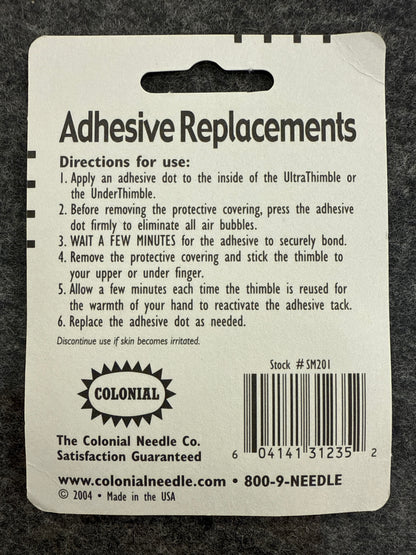 Adhesive Replacements
Directions for use:
1. Apply an adhesive dot to the inside of the UltraThimble or
the UnderThimble.
2. Before removing the protective covering, press the adhesive
dot firmly to eliminate all air bubbles.
3. WAIT A FEW MINUTES for the adhesive to securely bond.
4. Remove the protective covering and stick the thimble to
your upper or under finger.
5. Allow a few minutes each time the thimble is reused for
the warmth of your hand to reactivate the adhesive tack.
6. Replace the adhesive dot as needed.
Discontinue use if skin becomes irritated.
COLONIAL
The Colonial Needle Co.
Satisfaction Guaranteed
Stock #SM201
6 04141 31235 2
www.colonialneedle.com • 800-9-NEEDLE
© 2004 • Made in the USA